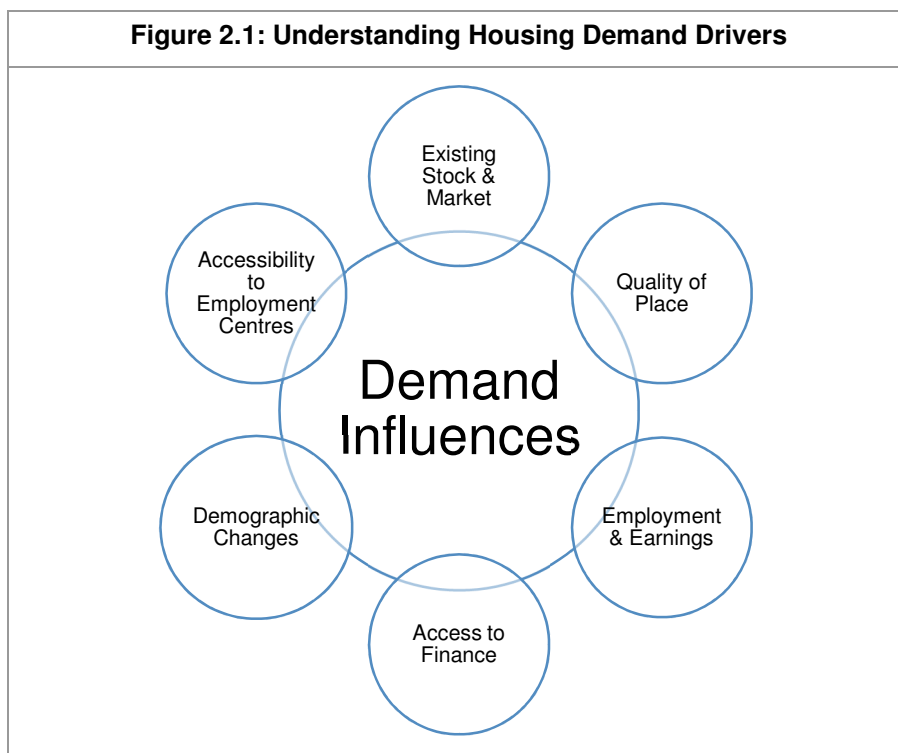 Figure 2.1: Understanding Housing Demand Drivers
Existing
Stock &
Market
Accessibility
to
Employment
Centres
Quality of
Place
Demand
Influences
Demographic
Changes
Employment
& Earnings
Access to
Finance